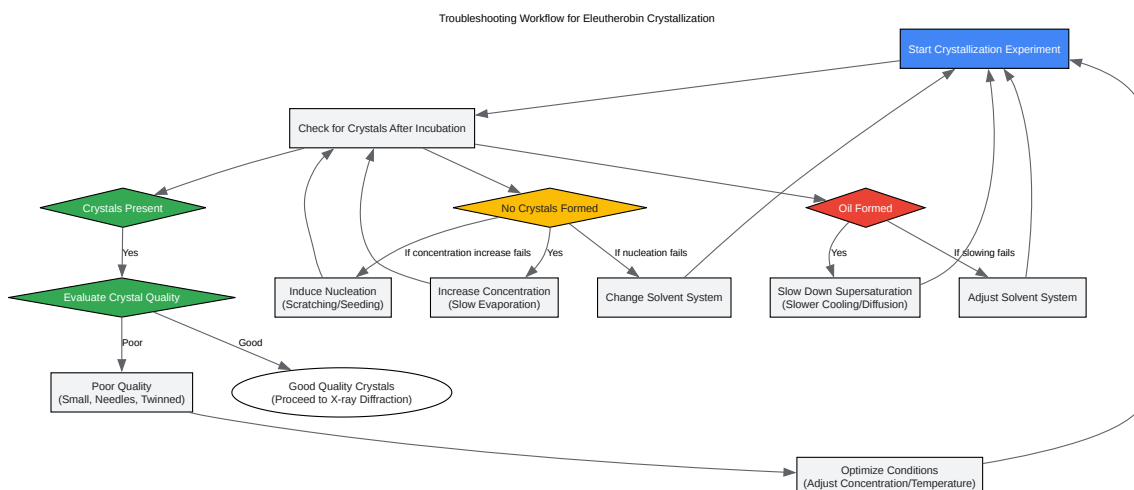 Troubleshooting Workflow for Eleutherobin Crystallization
Start Crystallization Experiment
Check for Crystals After Incubation
Crystals Present
No Crystals Formed
Oil Formed
Yes
If concentration increase fails
Yes
If nucleation fails
Yes
If slowing fails
Evaluate Crystal Quality
Induce Nucleation
(Scratching/Seeding)
Increase Concentration
(Slow Evaporation)
Change Solvent System
Slow Down Supersaturation
(Slower Cooling/Diffusion)
Adjust Solvent System
Poor
Good
Poor Quality
(Small, Needles, Twinned)
Good Quality Crystals
(Proceed to X-ray Diffraction)
Optimize Conditions
(Adjust Concentration/Temperature)